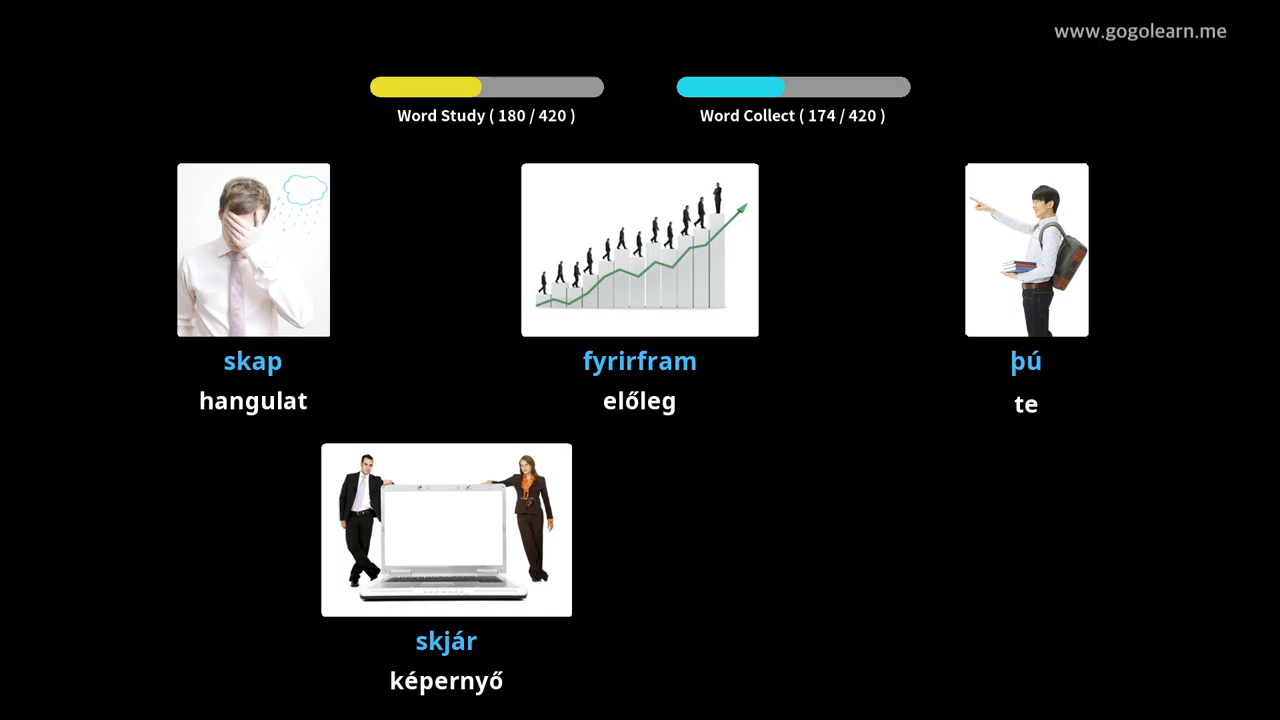 www.gogolearn.me
Word Study ( 180 / 420 )
Word Collect ( 174 / 420 )
skap
hangulat
fyrirfram
előleg
þú
te
skjár
képernyő